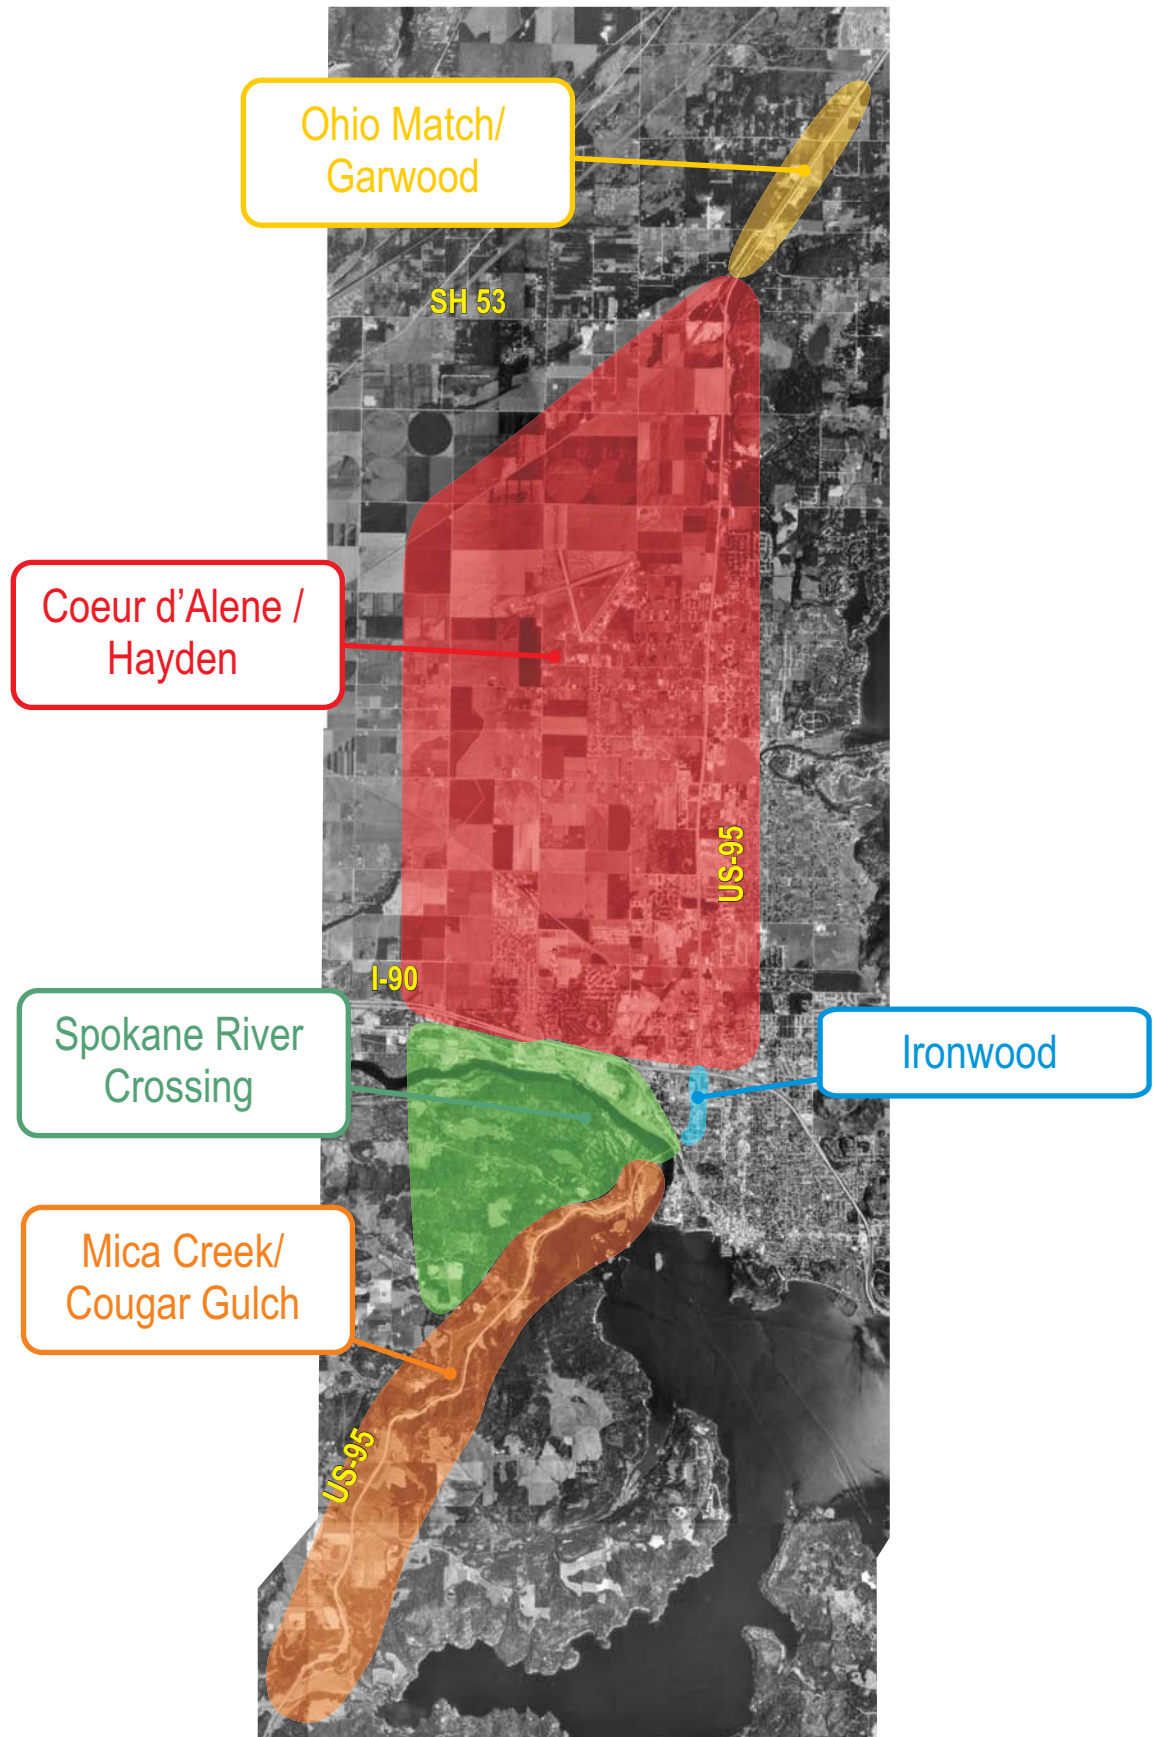 Ohio Match/
Garwood
SH 53
Coeur d’Alene /
Hayden
US-95
I-90
Spokane River
Crossing
Ironwood
Mica Creek/
Cougar Gulch
US-95